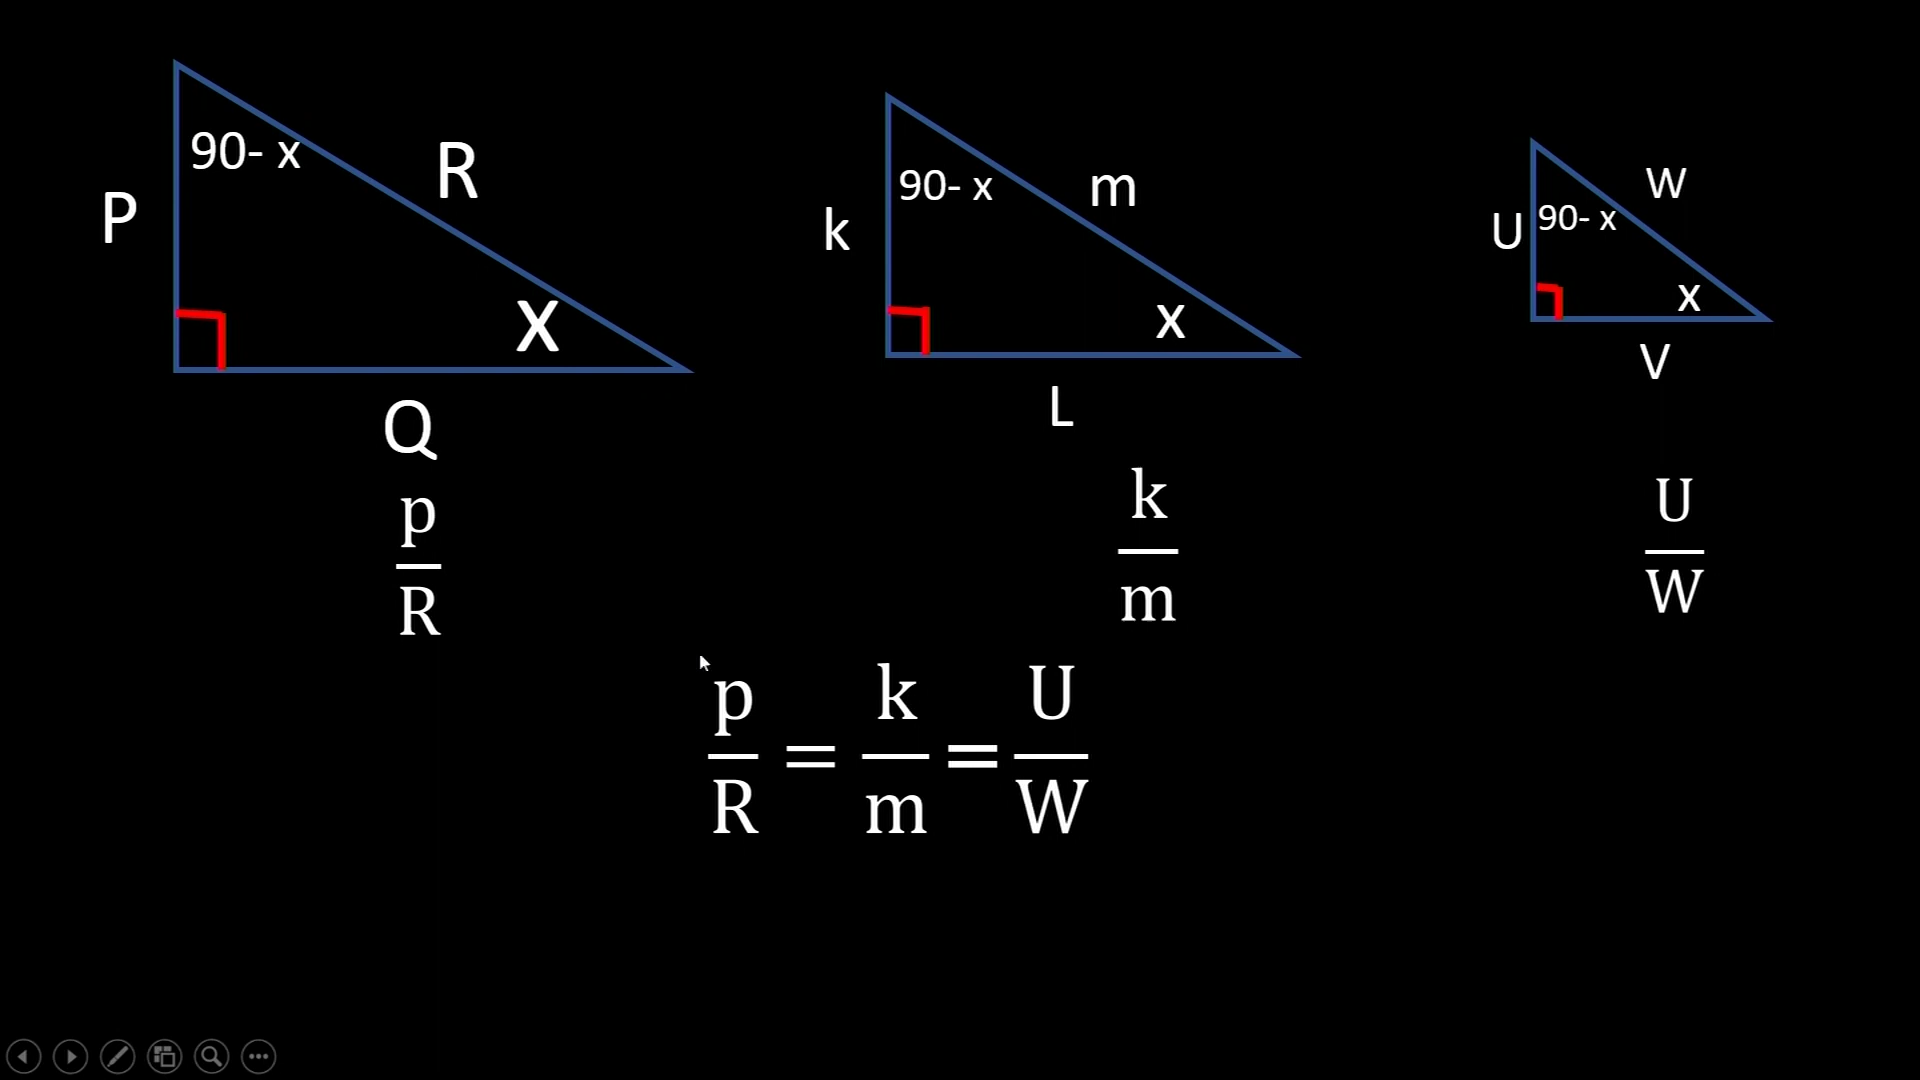 90- x
R
P
X
Q
p
R
90- x
m
k
x
L
k
m
W
U
90- x
x
V
U
W
p
R
=
k
m
=
U
W